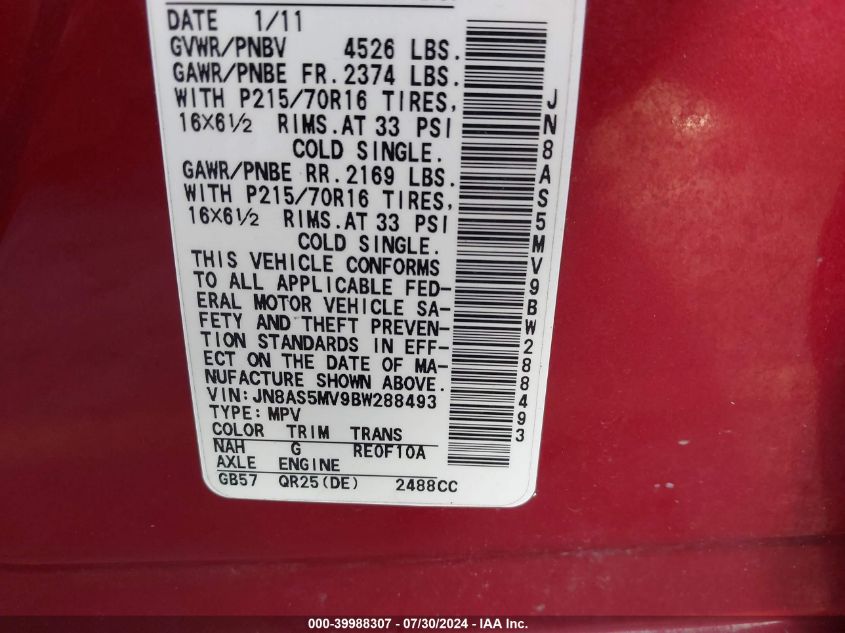 DATE 1/11
GVWR/PNBV 4526 LBS.
GAWR/PNBE FR. 2374 LBS.
WITH P215/70R16 TIRES,
16X6½ RIMS. AT 33 PSI
COLD SINGLE.
GAWR/PNBE RR. 2169 LBS.
WITH P215/70R16 TIRES,
16X6½ RIMS. AT 33 PSI
COLD SINGLE.
THIS VEHICLE CONFORMS
TO ALL APPLICABLE FED-
ERAL MOTOR VEHICLE SA-
FETY AND THEFT PREVEN-
TION STANDARDS IN EFF-
ECT ON THE DATE OF MA-
NUFACTURE SHOWN ABOVE.
VIN: JN8AS5MV9BW288493
TYPE: MPV
COLOR TRIM TRANS
NAH G RE0F10A
AXLE ENGINE
GB57 QR25(DE) 2488CC
JN8AS5MV9BW288493
000-39988307 - 07/30/2024 - IAA Inc.